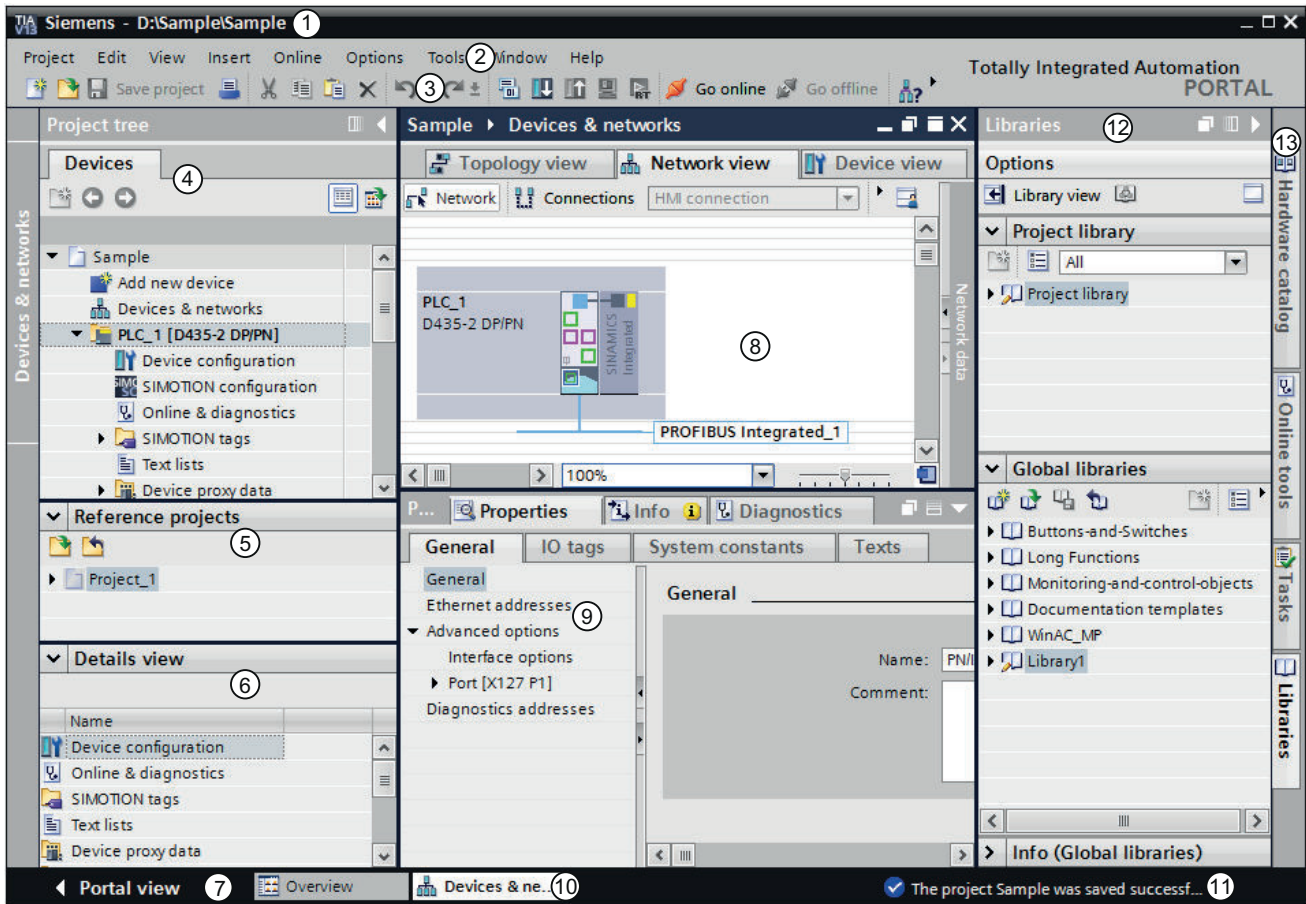 TIA V13 Siemens - D:\Sample\Sample 1
Project Edit View Insert Online Options Tools 2 Window Help
Totally Integrated Automation
PORTAL
Save project 3 RT Go online Go offline
Devices & networks
Project tree
Devices
4
Sample
Add new device
Devices & networks
PLC_1 [D435-2 DP/PN]
Device configuration
SIMOTION configuration
Online & diagnostics
SIMOTION tags
Text lists
Device proxy data
Reference projects
5
Project_1
Details view
6
Name
Device configuration
Online & diagnostics
SIMOTION tags
Text lists
Device proxy data
Sample Devices & networks
Topology view Network view Device view
Network Connections HMI connection
PLC_1
D435-2 DP/PN
SINAMICS
Integrated
8
PROFIBUS Integrated_1
100%
Network data
P... Properties Info Diagnostics
General IO tags System constants Texts
General
Ethernet addresses
9
Advanced options
Interface options
Port [X127 P1]
Diagnostics addresses
General
Name: PN/I
Comment:
Libraries 12
Options
Library view
Project library
All
Project library
Global libraries
Buttons-and-Switches
Long Functions
Monitoring-and-control-objects
Documentation templates
WinAC_MP
Library1
Info (Global libraries)
13
Hardware catalog
Online tools
Tasks
Libraries
Portal view 7 Overview Devices & ne... 10 The project Sample was saved successf... 11